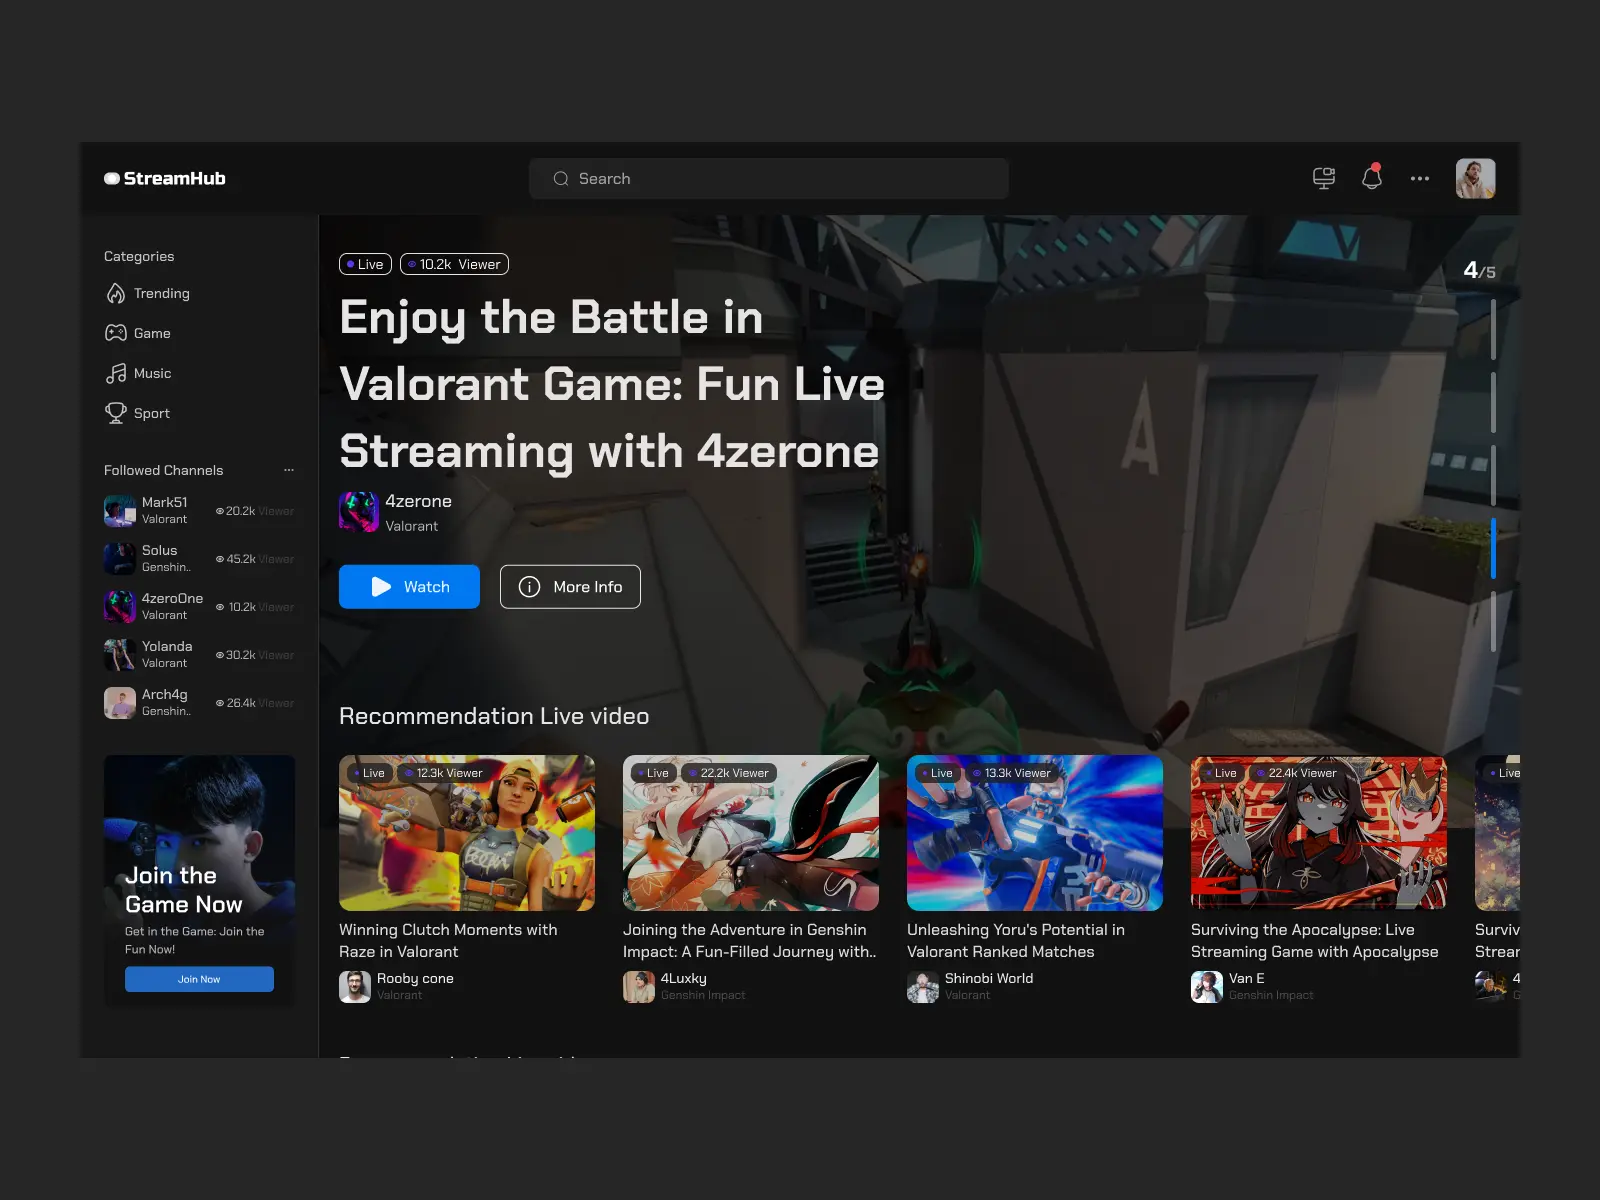 StreamHub
Search
Categories
Trending
Game
Music
Sport
Followed Channels
Mark51
Valorant
20.2k Viewer
Solus
Genshin..
45.2k Viewer
4zeroOne
Valorant
10.2k Viewer
Yolanda
Valorant
30.2k Viewer
Arch4g
Genshin..
26.4k Viewer
Join the
Game Now
Get in the Game: Join the
Fun Now!
Join Now
Live
10.2k Viewer
4/5
Enjoy the Battle in
Valorant Game: Fun Live
Streaming with 4zerone
4zerone
Valorant
Watch
More Info
A
Recommendation Live video
Live
12.3k Viewer
Winning Clutch Moments with
Raze in Valorant
Rooby cone
Valorant
Live
22.2k Viewer
Joining the Adventure in Genshin
Impact: A Fun-Filled Journey with..
4Luxky
Genshin Impact
Live
13.3k Viewer
Unleashing Yoru's Potential in
Valorant Ranked Matches
Shinobi World
Valorant
Live
22.4k Viewer
Surviving the Apocalypse: Live
Streaming Game with Apocalypse
Van E
Genshin Impact
Live